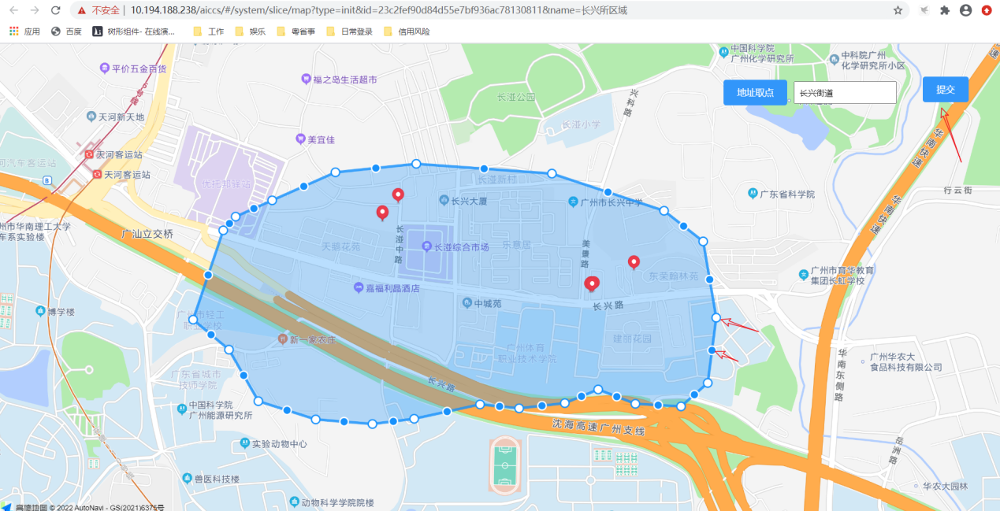 不安全 | 10.194.188.238/aiccs/#/system/slice/map?type=init&id=23c2fef90d84d55e7bf936ac78130811&name=长兴所区域
应用 百度 树形组件- 在线演... 工作 娱乐 粤省事 日常登录 信用风险
中国科学院
广州化学研究所
中科院广州
化学研究所小区
平价五金百货
福之岛生活超市
6号线
长湴公园
兴科路
地址取点
长兴街道
提交
华南快速
天河新天地
长湴小学
美宜佳
天河客运站
河汽车客运站
天河客运站
B
优托邦驿站
长湴新村
行云街
广东省科学院
长兴大厦
广州市长兴中学
华南快速
州市华南理工大学
车系实验楼
广汕立交桥
长湴中路
天鹅花苑
长湴综合市场
乐意居
美景路
东荣翰林苑
广州市育华教育
集团长虹学校
嘉福利晶酒店
中城苑
长兴路
博学楼
广州市轻工
职业学校
新一家农庄
广州体育
职业技术学院
建丽花园
华南东侧路
广州华农大
食品科技有限公司
广东省城市
技师学院
长兴路
中国科学院
广州能源研究所
沈海高速广州支线
实验动物中心
岳洲路
兽医科技楼
华农大园林
动物科学学院院楼
高德地图 © 2022 AutoNavi - GS(2021)6375号